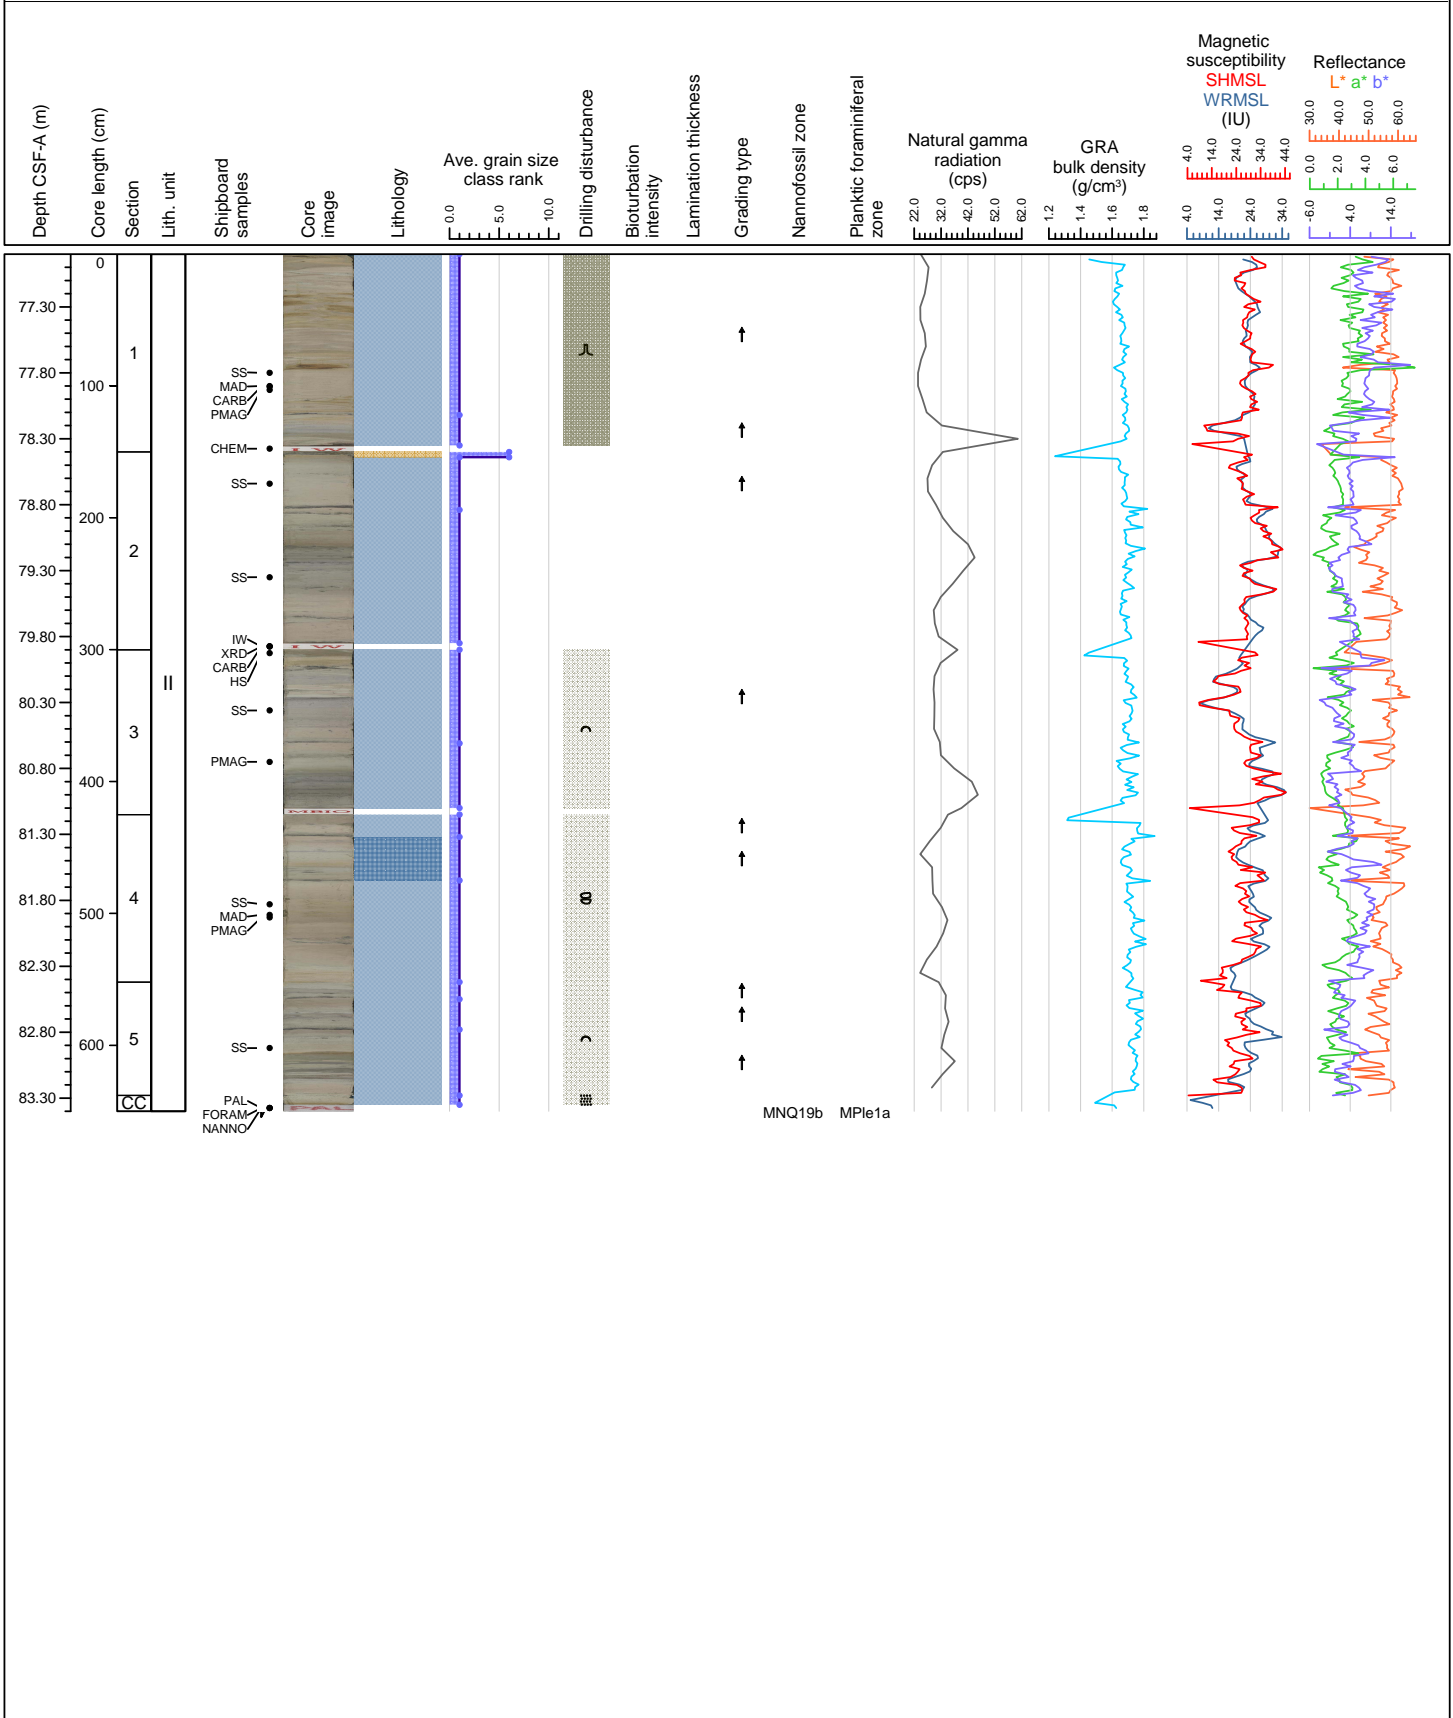 Depth CSF-A (m)
Core length (cm)
Section
Lith. unit
Shipboard
samples
Core
image
Lithology
Ave. grain size
class rank
0.0 5.0 10.0
Drilling disturbance
Bioturbation
intensity
Lamination thickness
Grading type
Nannofossil zone
Planktic foraminiferal
zone
Natural gamma
radiation
(cps)
22.0 32.0 42.0 52.0 62.0
GRA
bulk density
(g/cm³)
1.2 1.4 1.6 1.8
Magnetic
susceptibility
SHMSL
WRMSL
(IU)
4.0 14.0 24.0 34.0 44.0
4.0 14.0 24.0 34.0
Reflectance
L* a* b*
30.0 40.0 50.0 60.0
0.0 2.0 4.0 6.0
-6.0 4.0 14.0
0
77.30
1
77.80
SS
100
MAD
CARB
PMAG
78.30
CHEM
I W
SS
78.80
200
2
79.30
SS
79.80
IW
I W
300
XRD
CARB
HS
II
80.30
SS
3
80.80
PMAG
400
MBIO
81.30
4
81.80
SS
500
MAD
PMAG
82.30
82.80
5
600
SS
83.30
CC
PAL
PAL
FORAM
NANNO
MNQ19b MPle1a